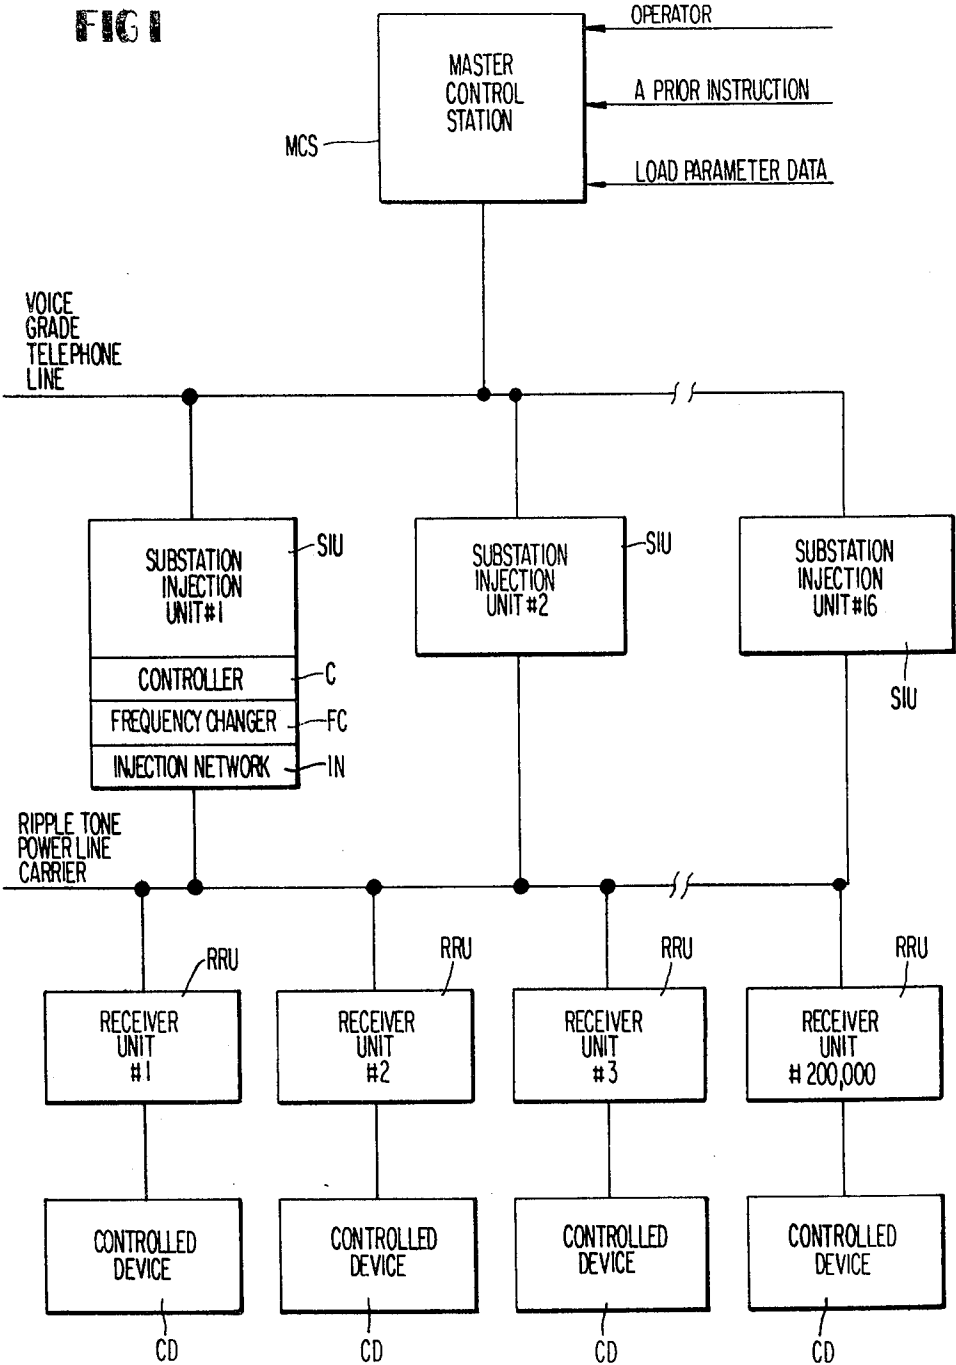 FIG 1
OPERATOR
MASTER
CONTROL
STATION
A PRIOR INSTRUCTION
MCS
LOAD PARAMETER DATA
VOICE
GRADE
TELEPHONE
LINE
SUBSTATION
INJECTION
UNIT #1
SIU
SUBSTATION
INJECTION
UNIT #2
SIU
SUBSTATION
INJECTION
UNIT #16
SIU
CONTROLLER
C
FREQUENCY CHANGER
FC
INJECTION NETWORK
IN
RIPPLE TONE
POWER LINE
CARRIER
RRU
RRU
RRU
RRU
RECEIVER
UNIT
#1
RECEIVER
UNIT
#2
RECEIVER
UNIT
#3
RECEIVER
UNIT
# 200,000
CONTROLLED
DEVICE
CONTROLLED
DEVICE
CONTROLLED
DEVICE
CONTROLLED
DEVICE
CD
CD
CD
CD